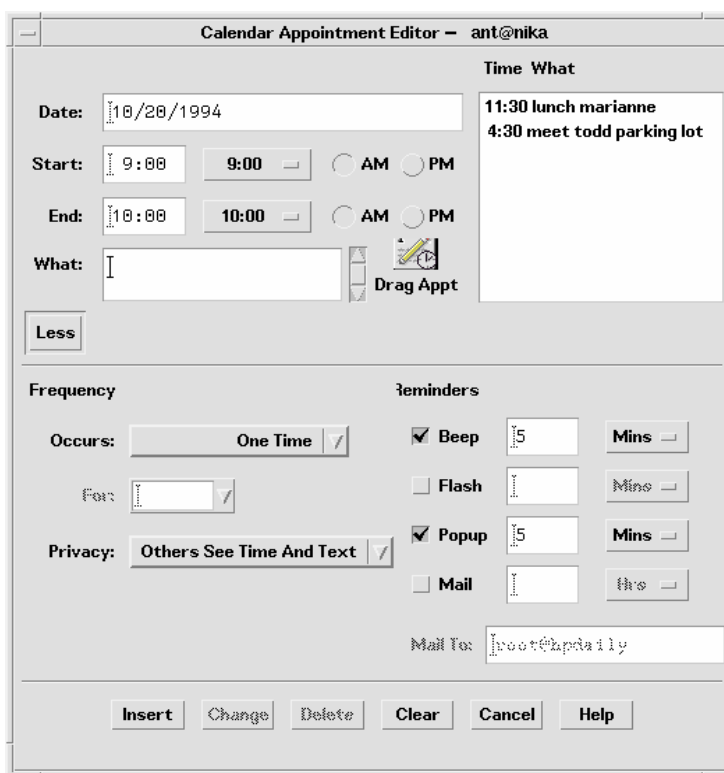 Calendar Appointment Editor – ant@nika
Time What
Date: 10/20/1994
11:30 lunch marianne
4:30 meet todd parking lot
Start: 9:00 9:00 AM PM
End: 10:00 10:00 AM PM
What:
Drag Appt
Less
Frequency
Reminders
Occurs: One Time
Beep 5 Mins
For:
Flash Mins
Privacy: Others See Time And Text
Popup 5 Mins
Mail Hrs
Mail To: root@hpdaily
Insert Change Delete Clear Cancel Help